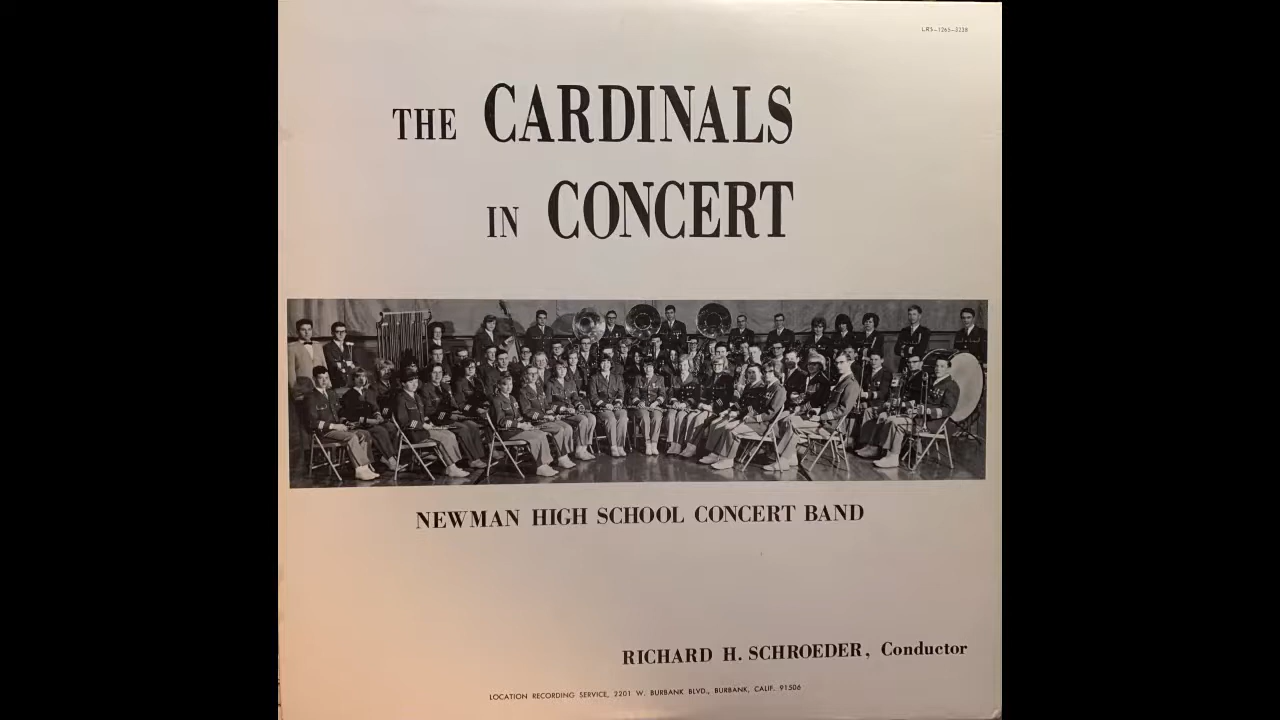 LRS-1265-3228
THE CARDINALS
IN CONCERT
NEWMAN HIGH SCHOOL CONCERT BAND
RICHARD H. SCHROEDER, Conductor
LOCATION RECORDING SERVICE, 2201 W. BURBANK BLVD., BURBANK, CALIF. 91506